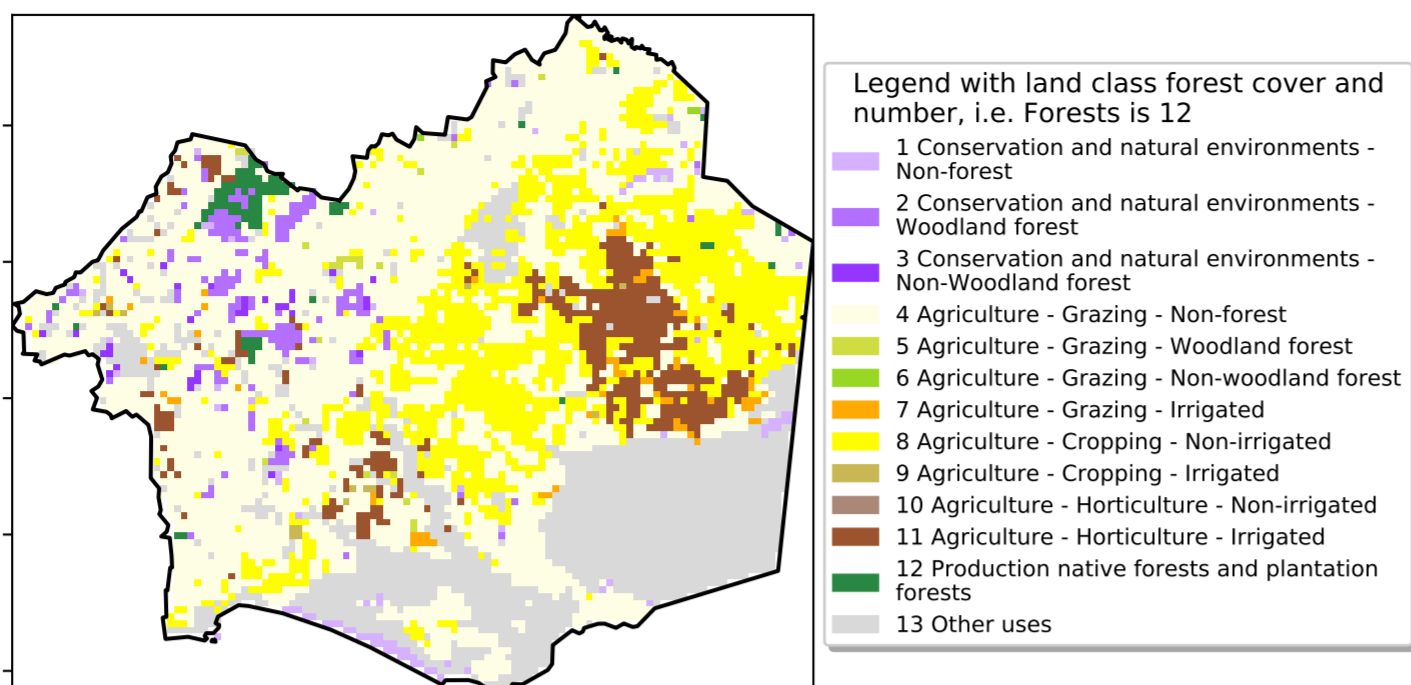 Legend with land class forest cover and
number, i.e. Forests is 12
1 Conservation and natural environments -
Non-forest
2 Conservation and natural environments -
Woodland forest
3 Conservation and natural environments -
Non-Woodland forest
4 Agriculture - Grazing - Non-forest
5 Agriculture - Grazing - Woodland forest
6 Agriculture - Grazing - Non-woodland forest
7 Agriculture - Grazing - Irrigated
8 Agriculture - Cropping - Non-irrigated
9 Agriculture - Cropping - Irrigated
10 Agriculture - Horticulture - Non-irrigated
11 Agriculture - Horticulture - Irrigated
12 Production native forests and plantation
forests
13 Other uses